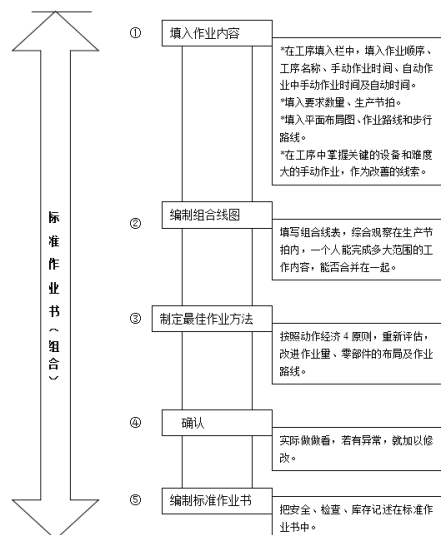 标准作业书（组合）
① 填入作业内容
*在工序填入栏中，填入作业顺序、
工序名称、手动作业时间、自动作
业中手动作业时间及自动时间。
*填入要求数量、生产节拍。
*填入平面布局图、作业路线和步行
路线。
*在工序中掌握关键的设备和难度
大的手动作业，作为改善的线索。
② 编制组合线图
填写组合线表，综合观察在生产节
拍内，一个人能完成多大范围的工
作内容，能否合并在一起。
③ 制定最佳作业方法
按照动作经济 4 原则，重新评估，
改进作业量、零部件的布局及作业
路线。
④ 确认
实际做做看，若有异常，就加以修
改。
⑤ 编制标准作业书
把安全、检查、库存记述在标准作
业书中。